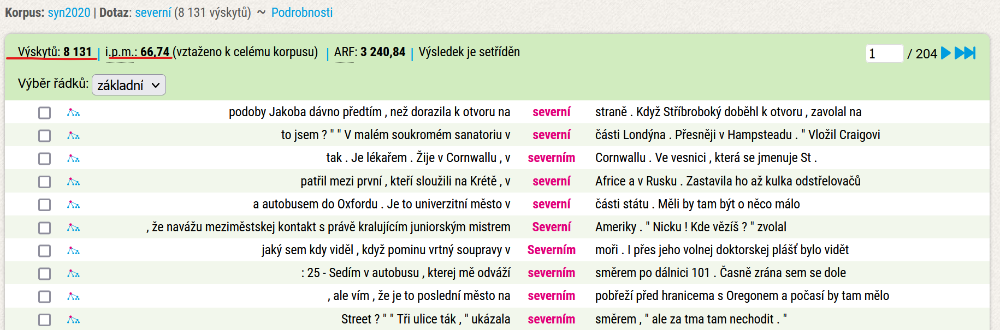 Korpus: syn2020 | Dotaz: severní (8 131 výskytů) ~ Podrobnosti
Výskytů: 8 131 | i.p.m.: 66,74 (vztaženo k celému korpusu) | ARF: 3 240,84 | Výsledek je setříděn 1 / 204
Výběr řádků: základní
podoby Jakoba dávno předtím , než dorazila k otvoru na severní straně . Když Stříbroboký doběhl k otvoru , zavolal na
to jsem ? " " V malém soukromém sanatoriu v severní části Londýna . Přesněji v Hampsteadu . " Vložil Craigovi
tak . Je lékařem . Žije v Cornwallu , v severním Cornwallu . Ve vesnici , která se jmenuje St .
patřil mezi první , kteří sloužili na Krétě , v severní Africe a v Rusku . Zastavila ho až kulka odstřelovačů
a autobusem do Oxfordu . Je to univerzitní město v severní části státu . Měli by tam být o něco málo
, že navážu meziměstskej kontakt s právě kralujícím juniorským mistrem Severní Ameriky . " Nicku ! Kde vězíš ? " zvolal
jaký sem kdy viděl , když pominu vrtný soupravy v Severním moři . I přes jeho volnej doktorskej plášť bylo vidět
: 25 - Sedím v autobusu , kterej mě odváží severním směrem po dálnici 101 . Časně zrána sem se dole
, ale vím , že je to poslední město na severním pobřeží před hranicema s Oregonem a počasí by tam mělo
Street ? " " Tři ulice ták , " ukázala severním směrem , " ale za tma tam nechodit . "